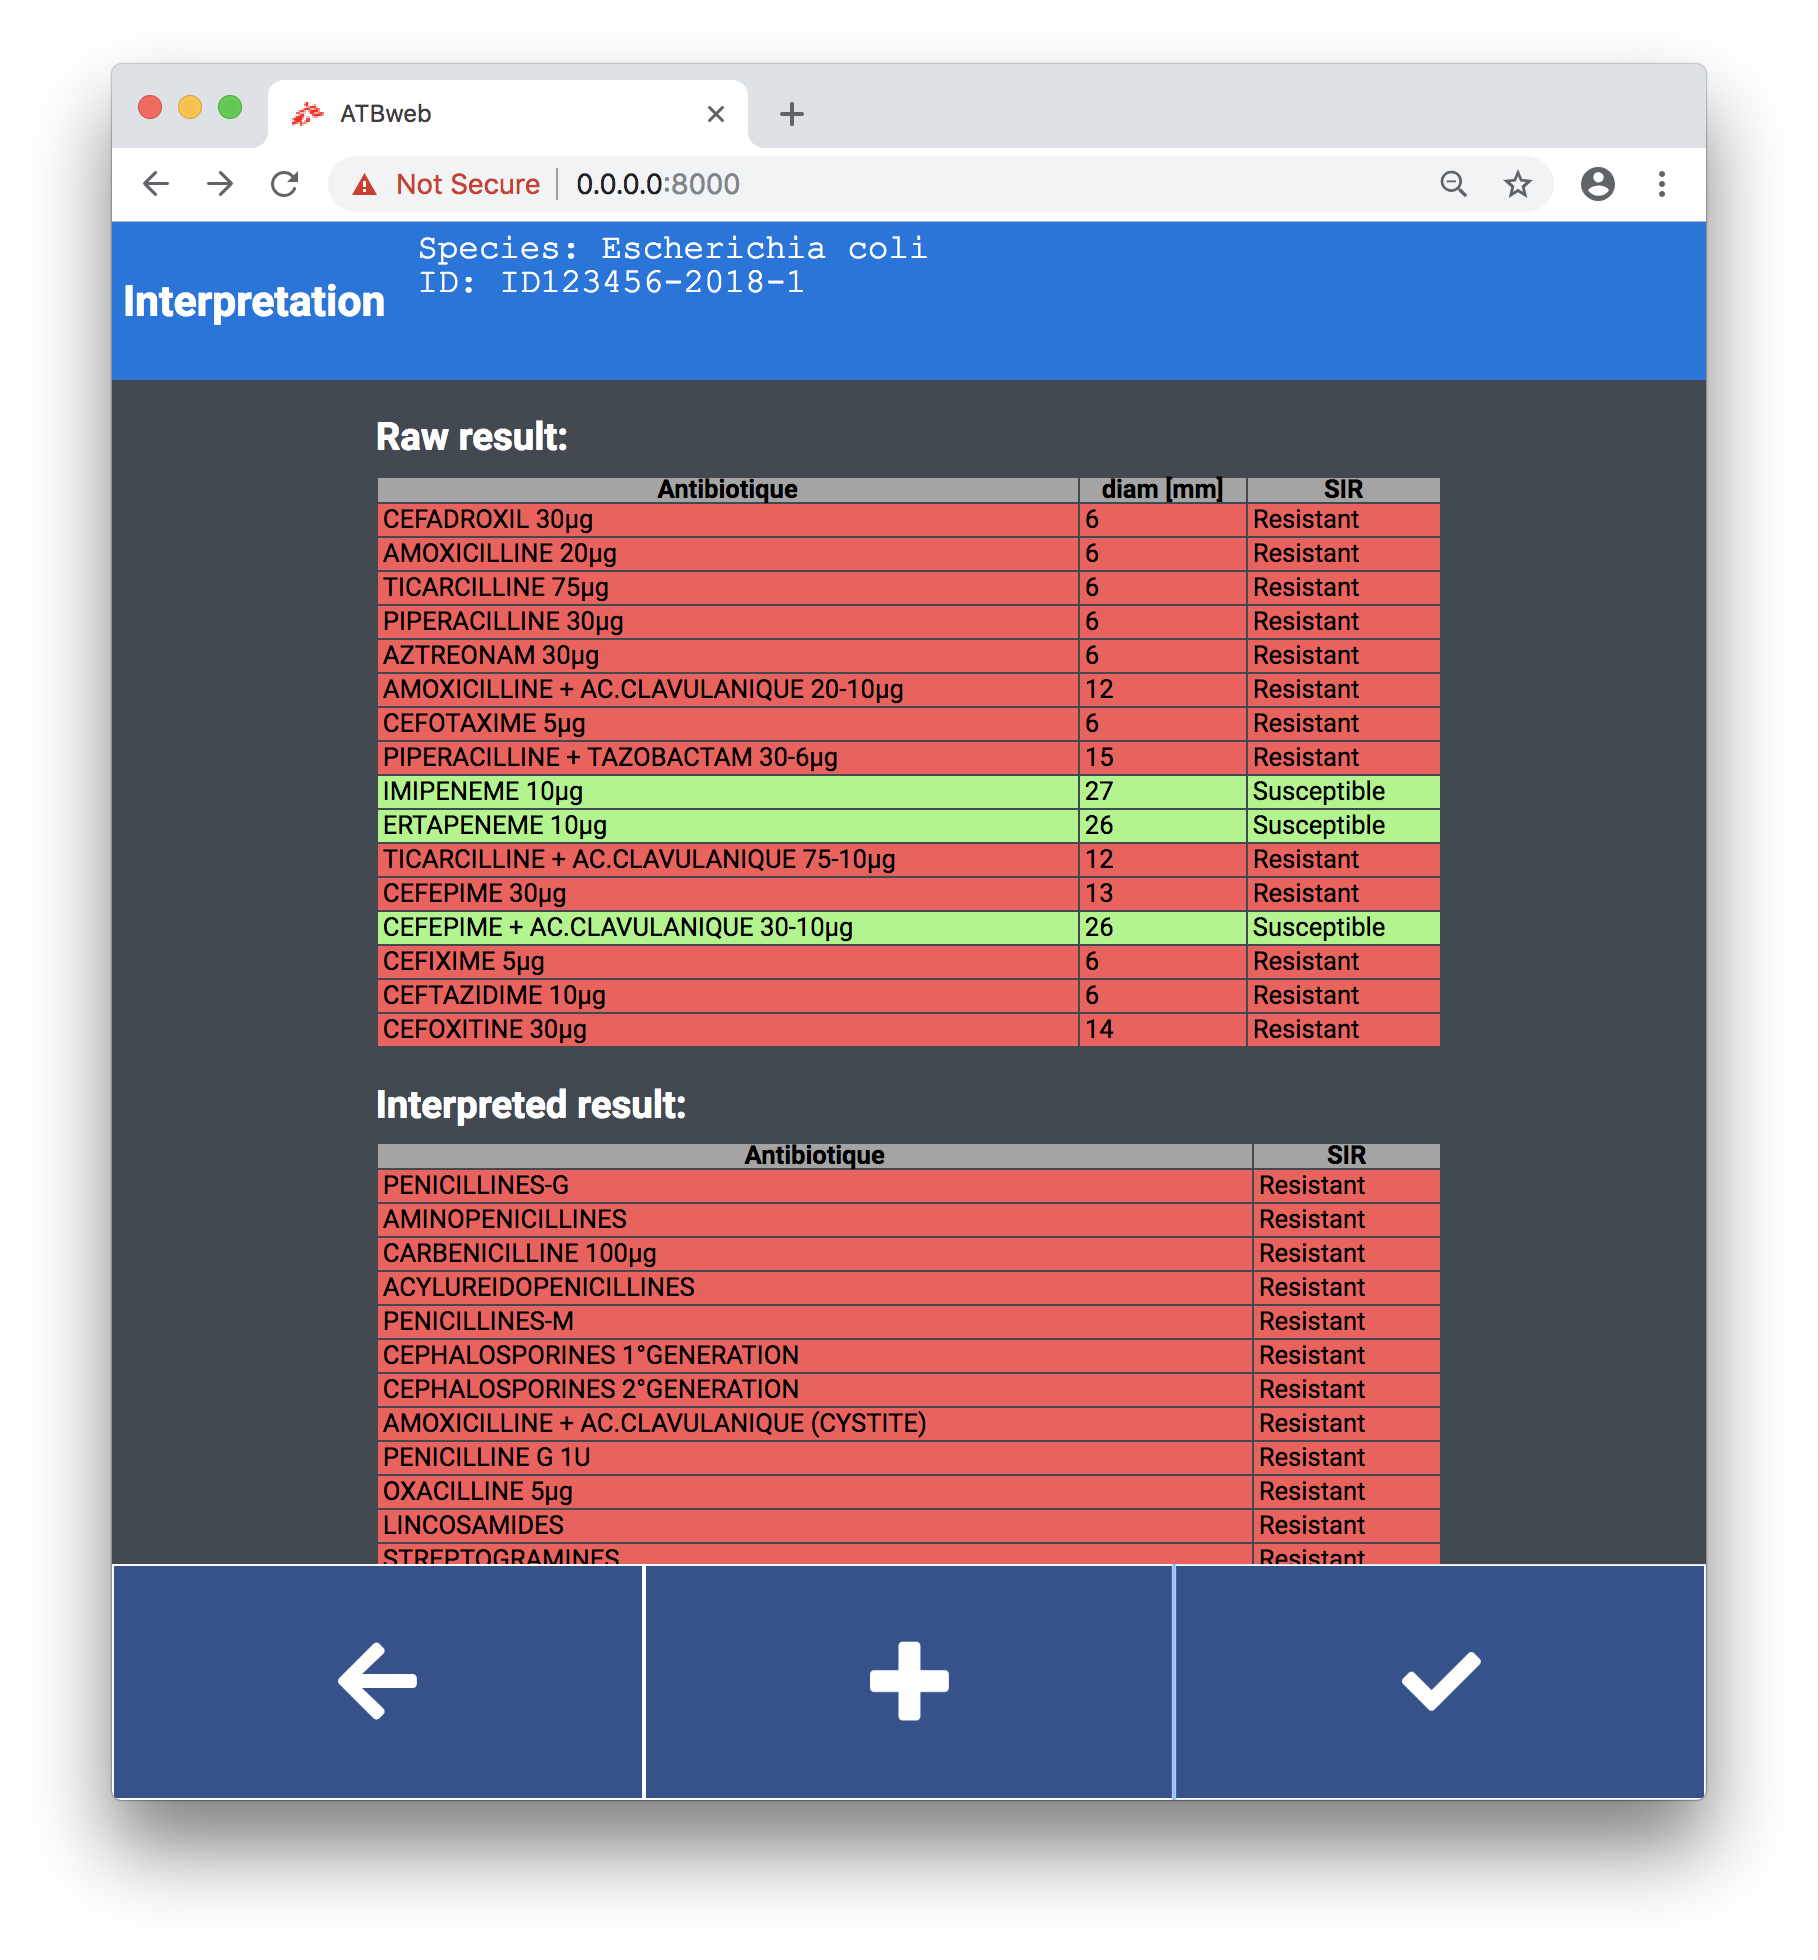 ATBweb
Not Secure 0.0.0.0:8000
Species: Escherichia coli
ID: ID123456-2018-1
Interpretation
Raw result:
Antibiotique diam [mm] SIR
CEFADROXIL 30µg 6 Resistant
AMOXICILLINE 20µg 6 Resistant
TICARCILLINE 75µg 6 Resistant
PIPERACILLINE 30µg 6 Resistant
AZTREONAM 30µg 6 Resistant
AMOXICILLINE + AC.CLAVULANIQUE 20-10µg 12 Resistant
CEFOTAXIME 5µg 6 Resistant
PIPERACILLINE + TAZOBACTAM 30-6µg 15 Resistant
IMIPENEME 10µg 27 Susceptible
ERTAPENEME 10µg 26 Susceptible
TICARCILLINE + AC.CLAVULANIQUE 75-10µg 12 Resistant
CEFEPIME 30µg 13 Resistant
CEFEPIME + AC.CLAVULANIQUE 30-10µg 26 Susceptible
CEFIXIME 5µg 6 Resistant
CEFTAZIDIME 10µg 6 Resistant
CEFOXITINE 30µg 14 Resistant
Interpreted result:
Antibiotique SIR
PENICILLINES-G Resistant
AMINOPENICILLINES Resistant
CARBENICILLINE 100µg Resistant
ACYLUREIDOPENICILLINES Resistant
PENICILLINES-M Resistant
CEPHALOSPORINES 1°GENERATION Resistant
CEPHALOSPORINES 2°GENERATION Resistant
AMOXICILLINE + AC.CLAVULANIQUE (CYSTITE) Resistant
PENICILLINE G 1U Resistant
OXACILLINE 5µg Resistant
LINCOSAMIDES Resistant
STREPTOGRAMINES Resistant